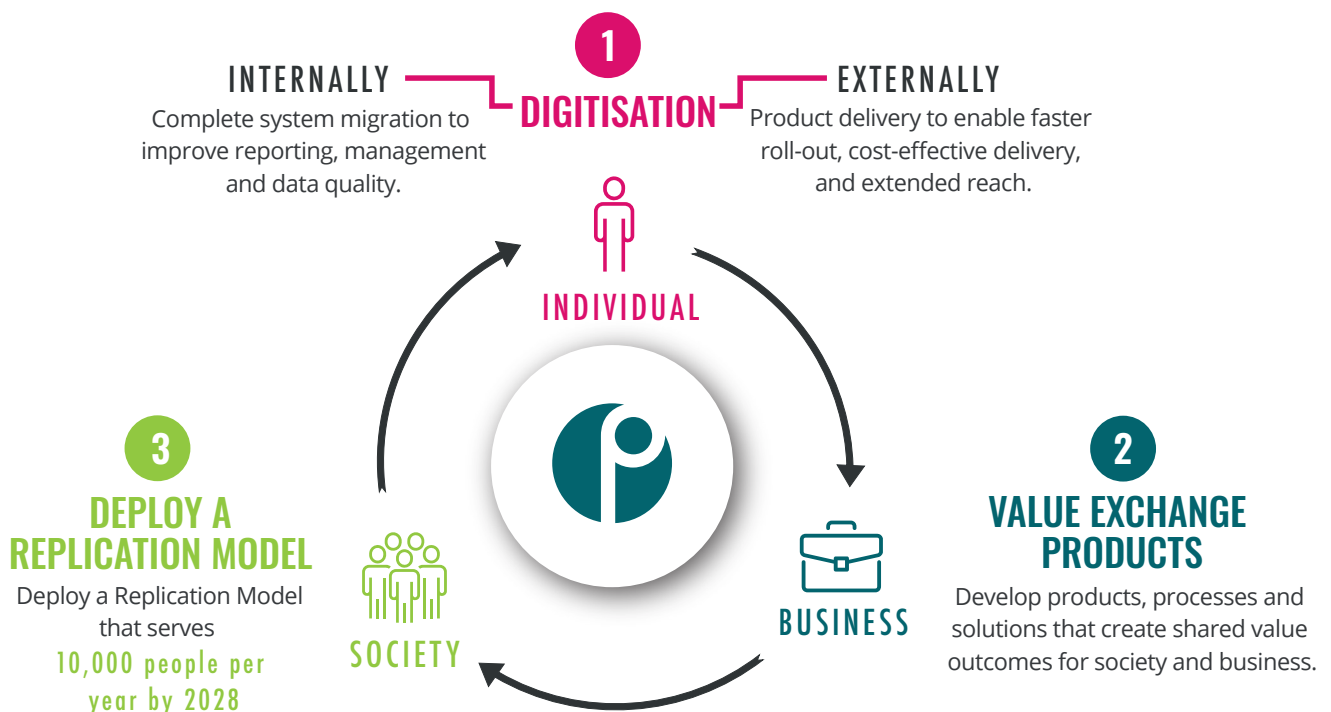 1
INTERNALLY
DIGITISATION
EXTERNALLY
Complete system migration to
improve reporting, management
and data quality.
Product delivery to enable faster
roll-out, cost-effective delivery,
and extended reach.
INDIVIDUAL
2
VALUE EXCHANGE
PRODUCTS
Develop products, processes and
solutions that create shared value
outcomes for society and business.
BUSINESS
3
DEPLOY A
REPLICATION MODEL
Deploy a Replication Model
that serves
10,000 people per
year by 2028
SOCIETY